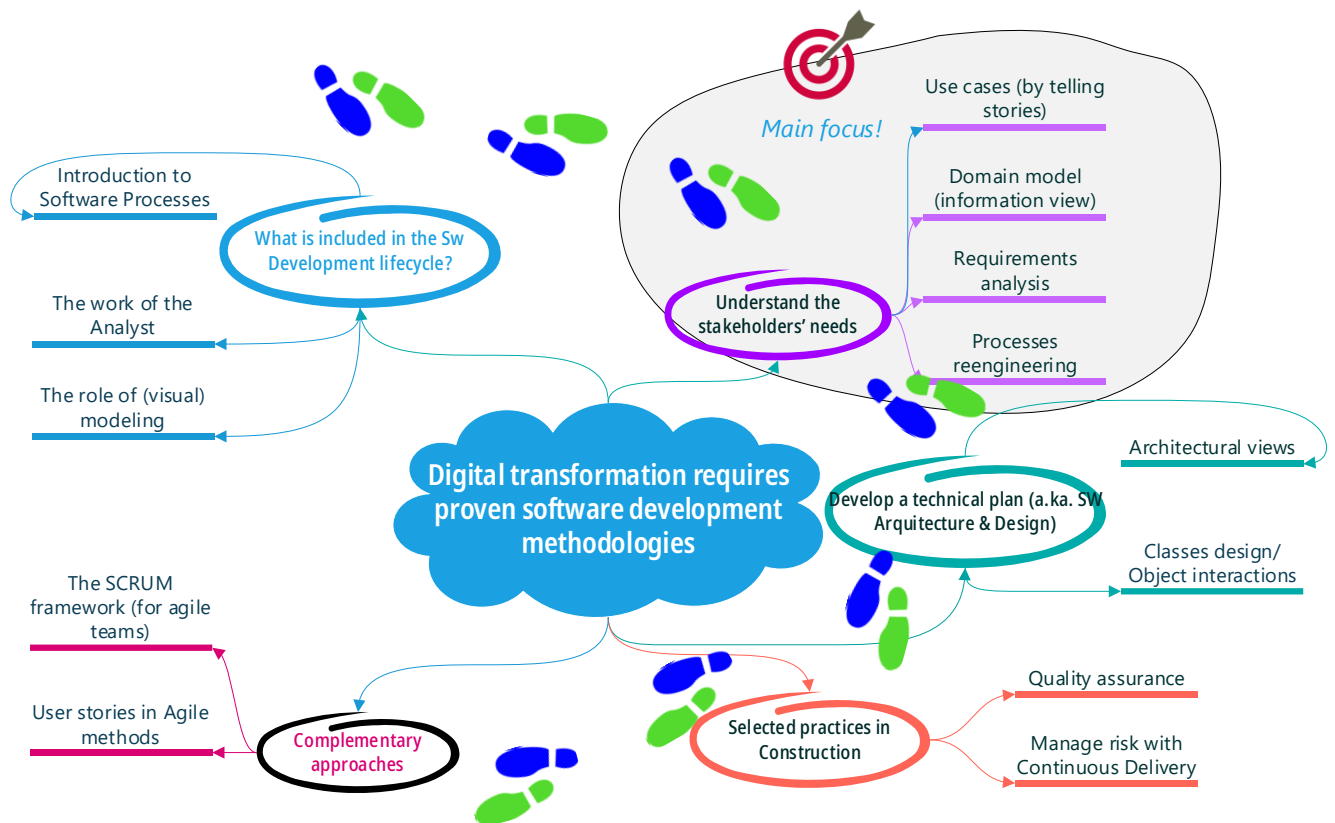 Main focus!
Use cases (by telling
stories)
Domain model
(information view)
Requirements
analysis
Processes
reengineering
Understand the
stakeholders’ needs
Introduction to
Software Processes
What is included in the Sw
Development lifecycle?
The work of the
Analyst
The role of (visual)
modeling
Digital transformation requires
proven software development
methodologies
Develop a technical plan (a.ka. SW
Arquitecture & Design)
Architectural views
Classes design/
Object interactions
The SCRUM
framework (for agile
teams)
User stories in Agile
methods
Complementary
approaches
Selected practices in
Construction
Quality assurance
Manage risk with
Continuous Delivery